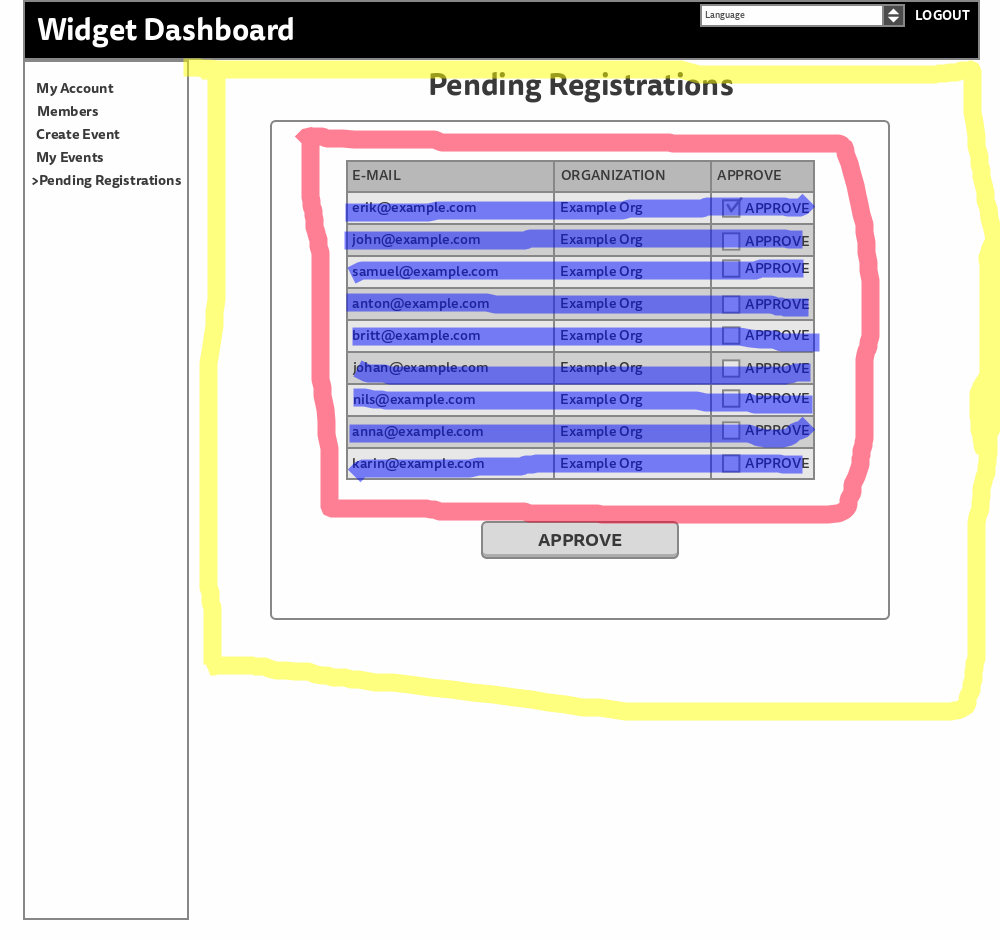 Widget Dashboard
Language
LOGOUT
My Account
Members
Create Event
My Events
>Pending Registrations
Pending Registrations
E-MAIL ORGANIZATION APPROVE
erik@example.com Example Org APPROVE
john@example.com Example Org APPROVE
samuel@example.com Example Org APPROVE
anton@example.com Example Org APPROVE
britt@example.com Example Org APPROVE
johan@example.com Example Org APPROVE
nils@example.com Example Org APPROVE
anna@example.com Example Org APPROVE
karin@example.com Example Org APPROVE
APPROVE